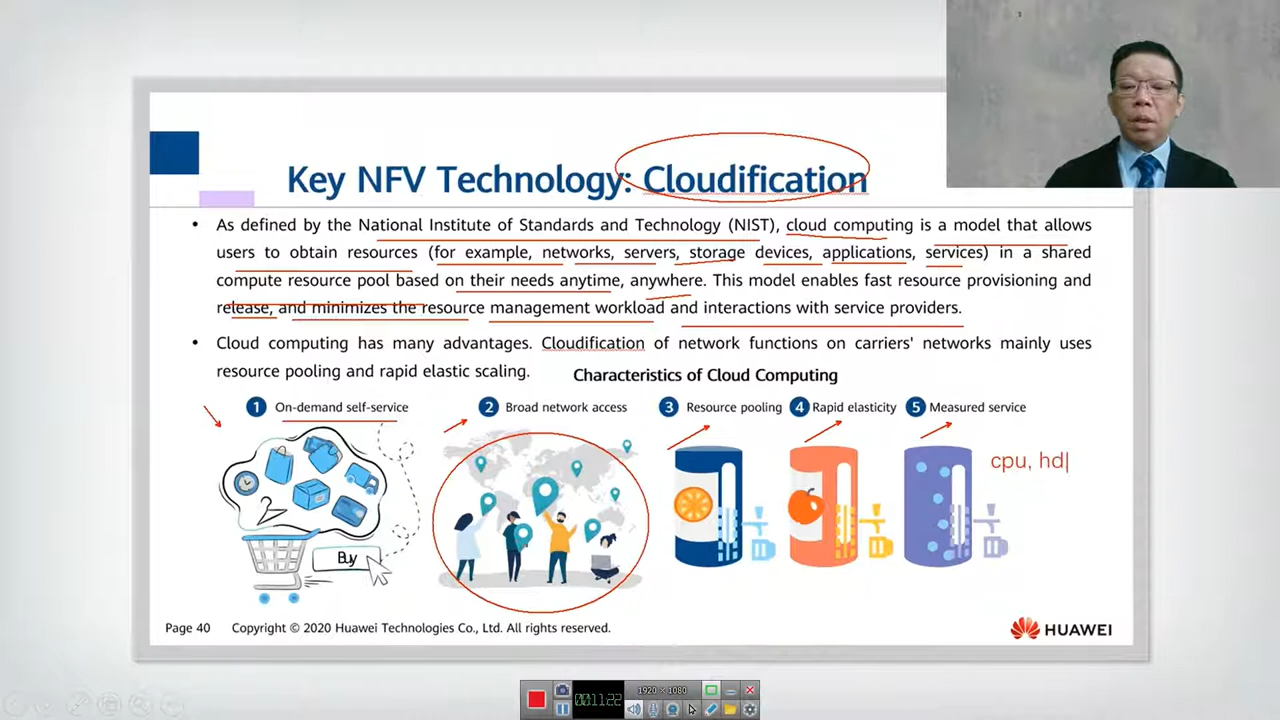 Key NFV Technology: Cloudification
• As defined by the National Institute of Standards and Technology (NIST), cloud computing is a model that allows
users to obtain resources (for example, networks, servers, storage devices, applications, services) in a shared
compute resource pool based on their needs anytime, anywhere. This model enables fast resource provisioning and
release, and minimizes the resource management workload and interactions with service providers.
• Cloud computing has many advantages. Cloudification of network functions on carriers' networks mainly uses
resource pooling and rapid elastic scaling.
Characteristics of Cloud Computing
1 On-demand self-service
2 Broad network access
3 Resource pooling
4 Rapid elasticity
5 Measured service
cpu, hd
Buy
Page 40 Copyright © 2020 Huawei Technologies Co., Ltd. All rights reserved.
HUAWEI
00:11:22
1920 × 1080